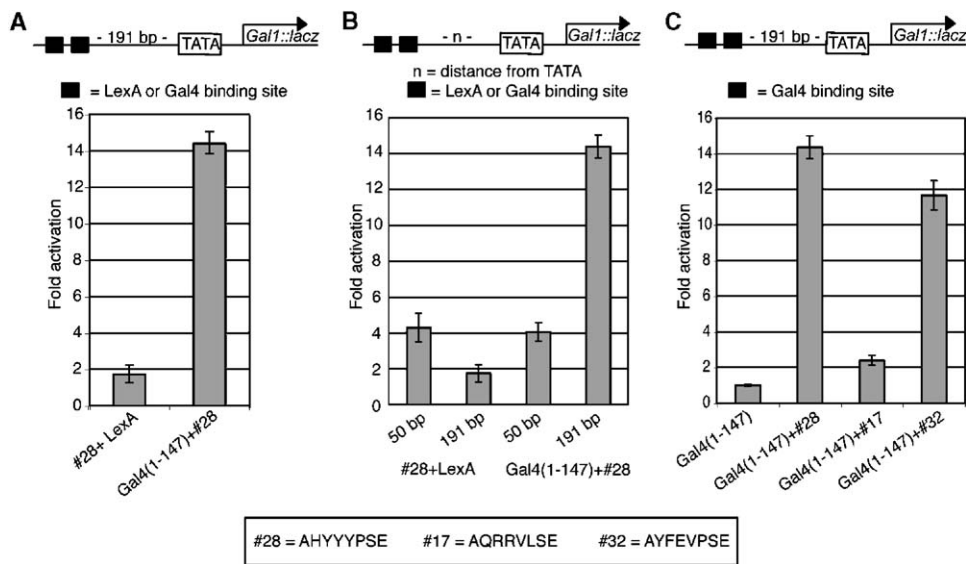 A
- 191 bp -
TATA
Gal1::lacz
= LexA or Gal4 binding site
Fold activation
16
14
12
10
8
6
4
2
0
#28+ LexA
Gal4(1-147)+#28
B
- n -
TATA
Gal1::lacz
n = distance from TATA
= LexA or Gal4 binding site
Fold activation
16
14
12
10
8
6
4
2
0
50 bp
191 bp
50 bp
191 bp
#28+LexA
Gal4(1-147)+#28
C
- 191 bp -
TATA
Gal1::lacz
= Gal4 binding site
Fold activation
16
14
12
10
8
6
4
2
0
Gal4(1-147)
Gal4(1-147)+#28
Gal4(1-147)+#17
Gal4(1-147)+#32
#28 = AHYYYPSE #17 = AQRRVLSE #32 = AYFEVPSE